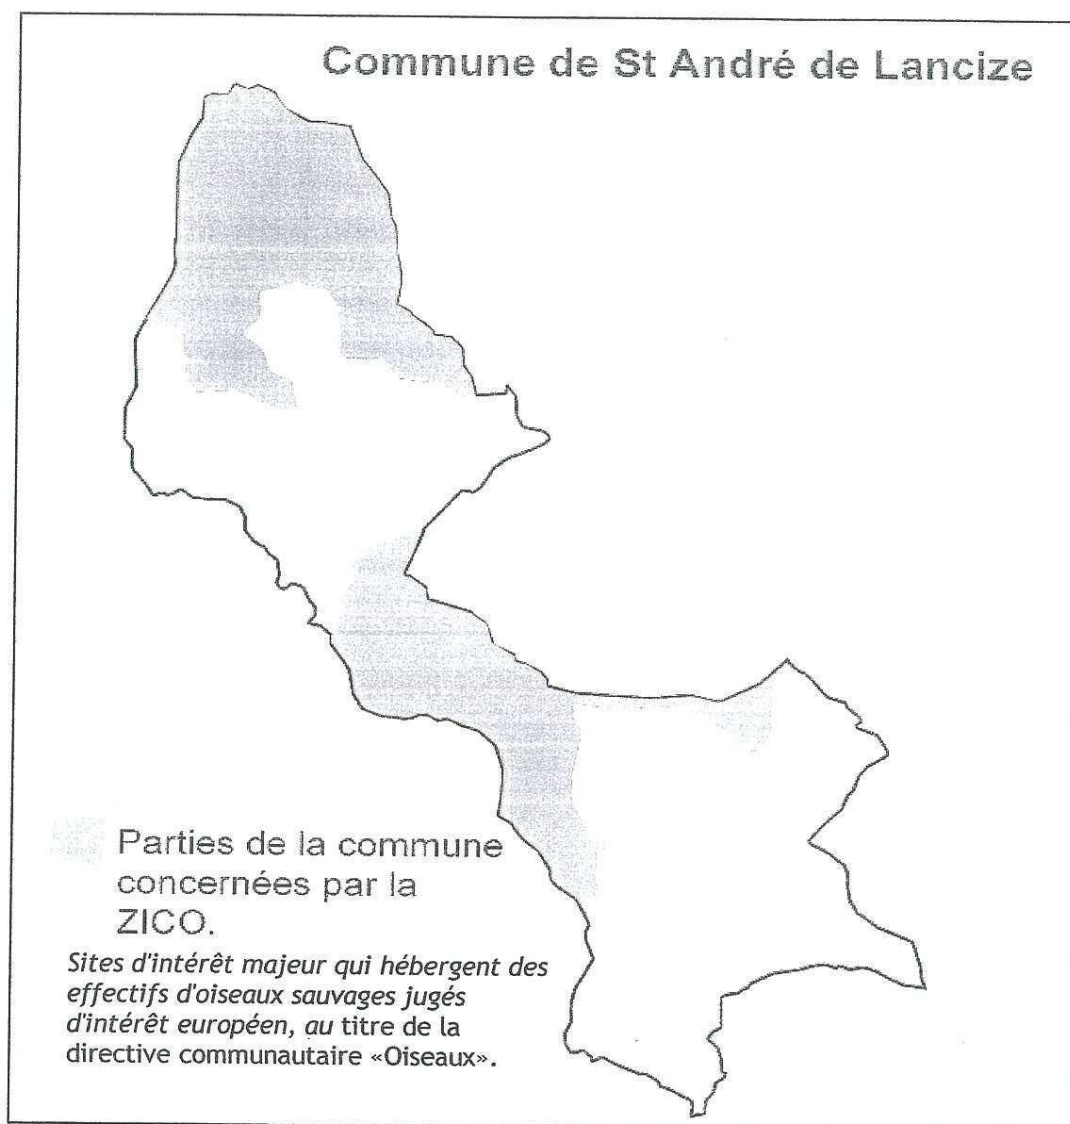 Commune de St André de Lancize
Parties de la commune
concernées par la
ZICO.
Sites d'intérêt majeur qui hébergent des
effectifs d'oiseaux sauvages jugés
d'intérêt européen, au titre de la
directive communautaire «Oiseaux».